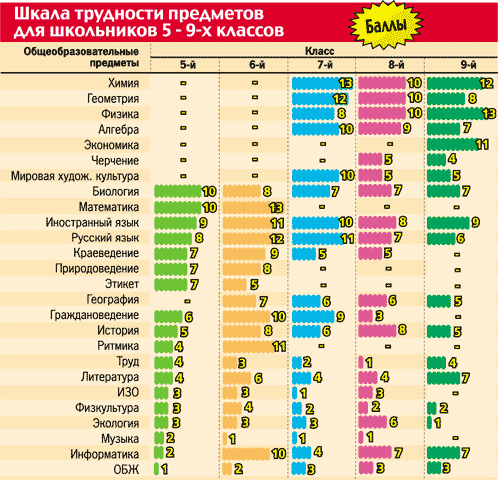 Шкала трудности предметов
для школьников 5 - 9-х классов
Баллы
Общеобразовательные предметы Класс
5-й 6-й 7-й 8-й 9-й
Химия - - 13 10 12
Геометрия - - 12 10 8
Физика - - 8 10 13
Алгебра - - 10 9 7
Экономика - - - - 11
Черчение - - - 5 4
Мировая худож. культура - - 10 5 5
Биология 10 8 7 7 7
Математика 10 13 - - -
Иностранный язык 9 11 10 8 9
Русский язык 8 12 11 7 6
Краеведение 7 9 5 5 -
Природоведение 7 8 - - -
Этикет 7 5 - - -
География - 7 6 6 5
Граждановедение 6 10 9 3 -
История 5 8 6 8 5
Ритмика 4 11 - - -
Труд 4 3 2 1 4
Литература 4 6 4 4 7
ИЗО 3 3 1 3 -
Физкультура 3 4 2 2 2
Экология 3 3 3 6 1
Музыка 2 1 1 1 -
Информатика 2 10 4 7 7
ОБЖ 1 2 3 3 3